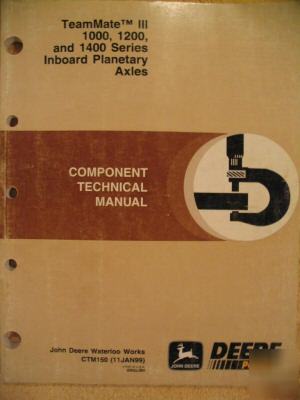 TeamMate™ III
1000, 1200,
and 1400 Series
Inboard Planetary
Axles
COMPONENT
TECHNICAL
MANUAL
John Deere Waterloo Works
CTM150 (11JAN99)
ENGLISH
JOHN DEERE
DEERE